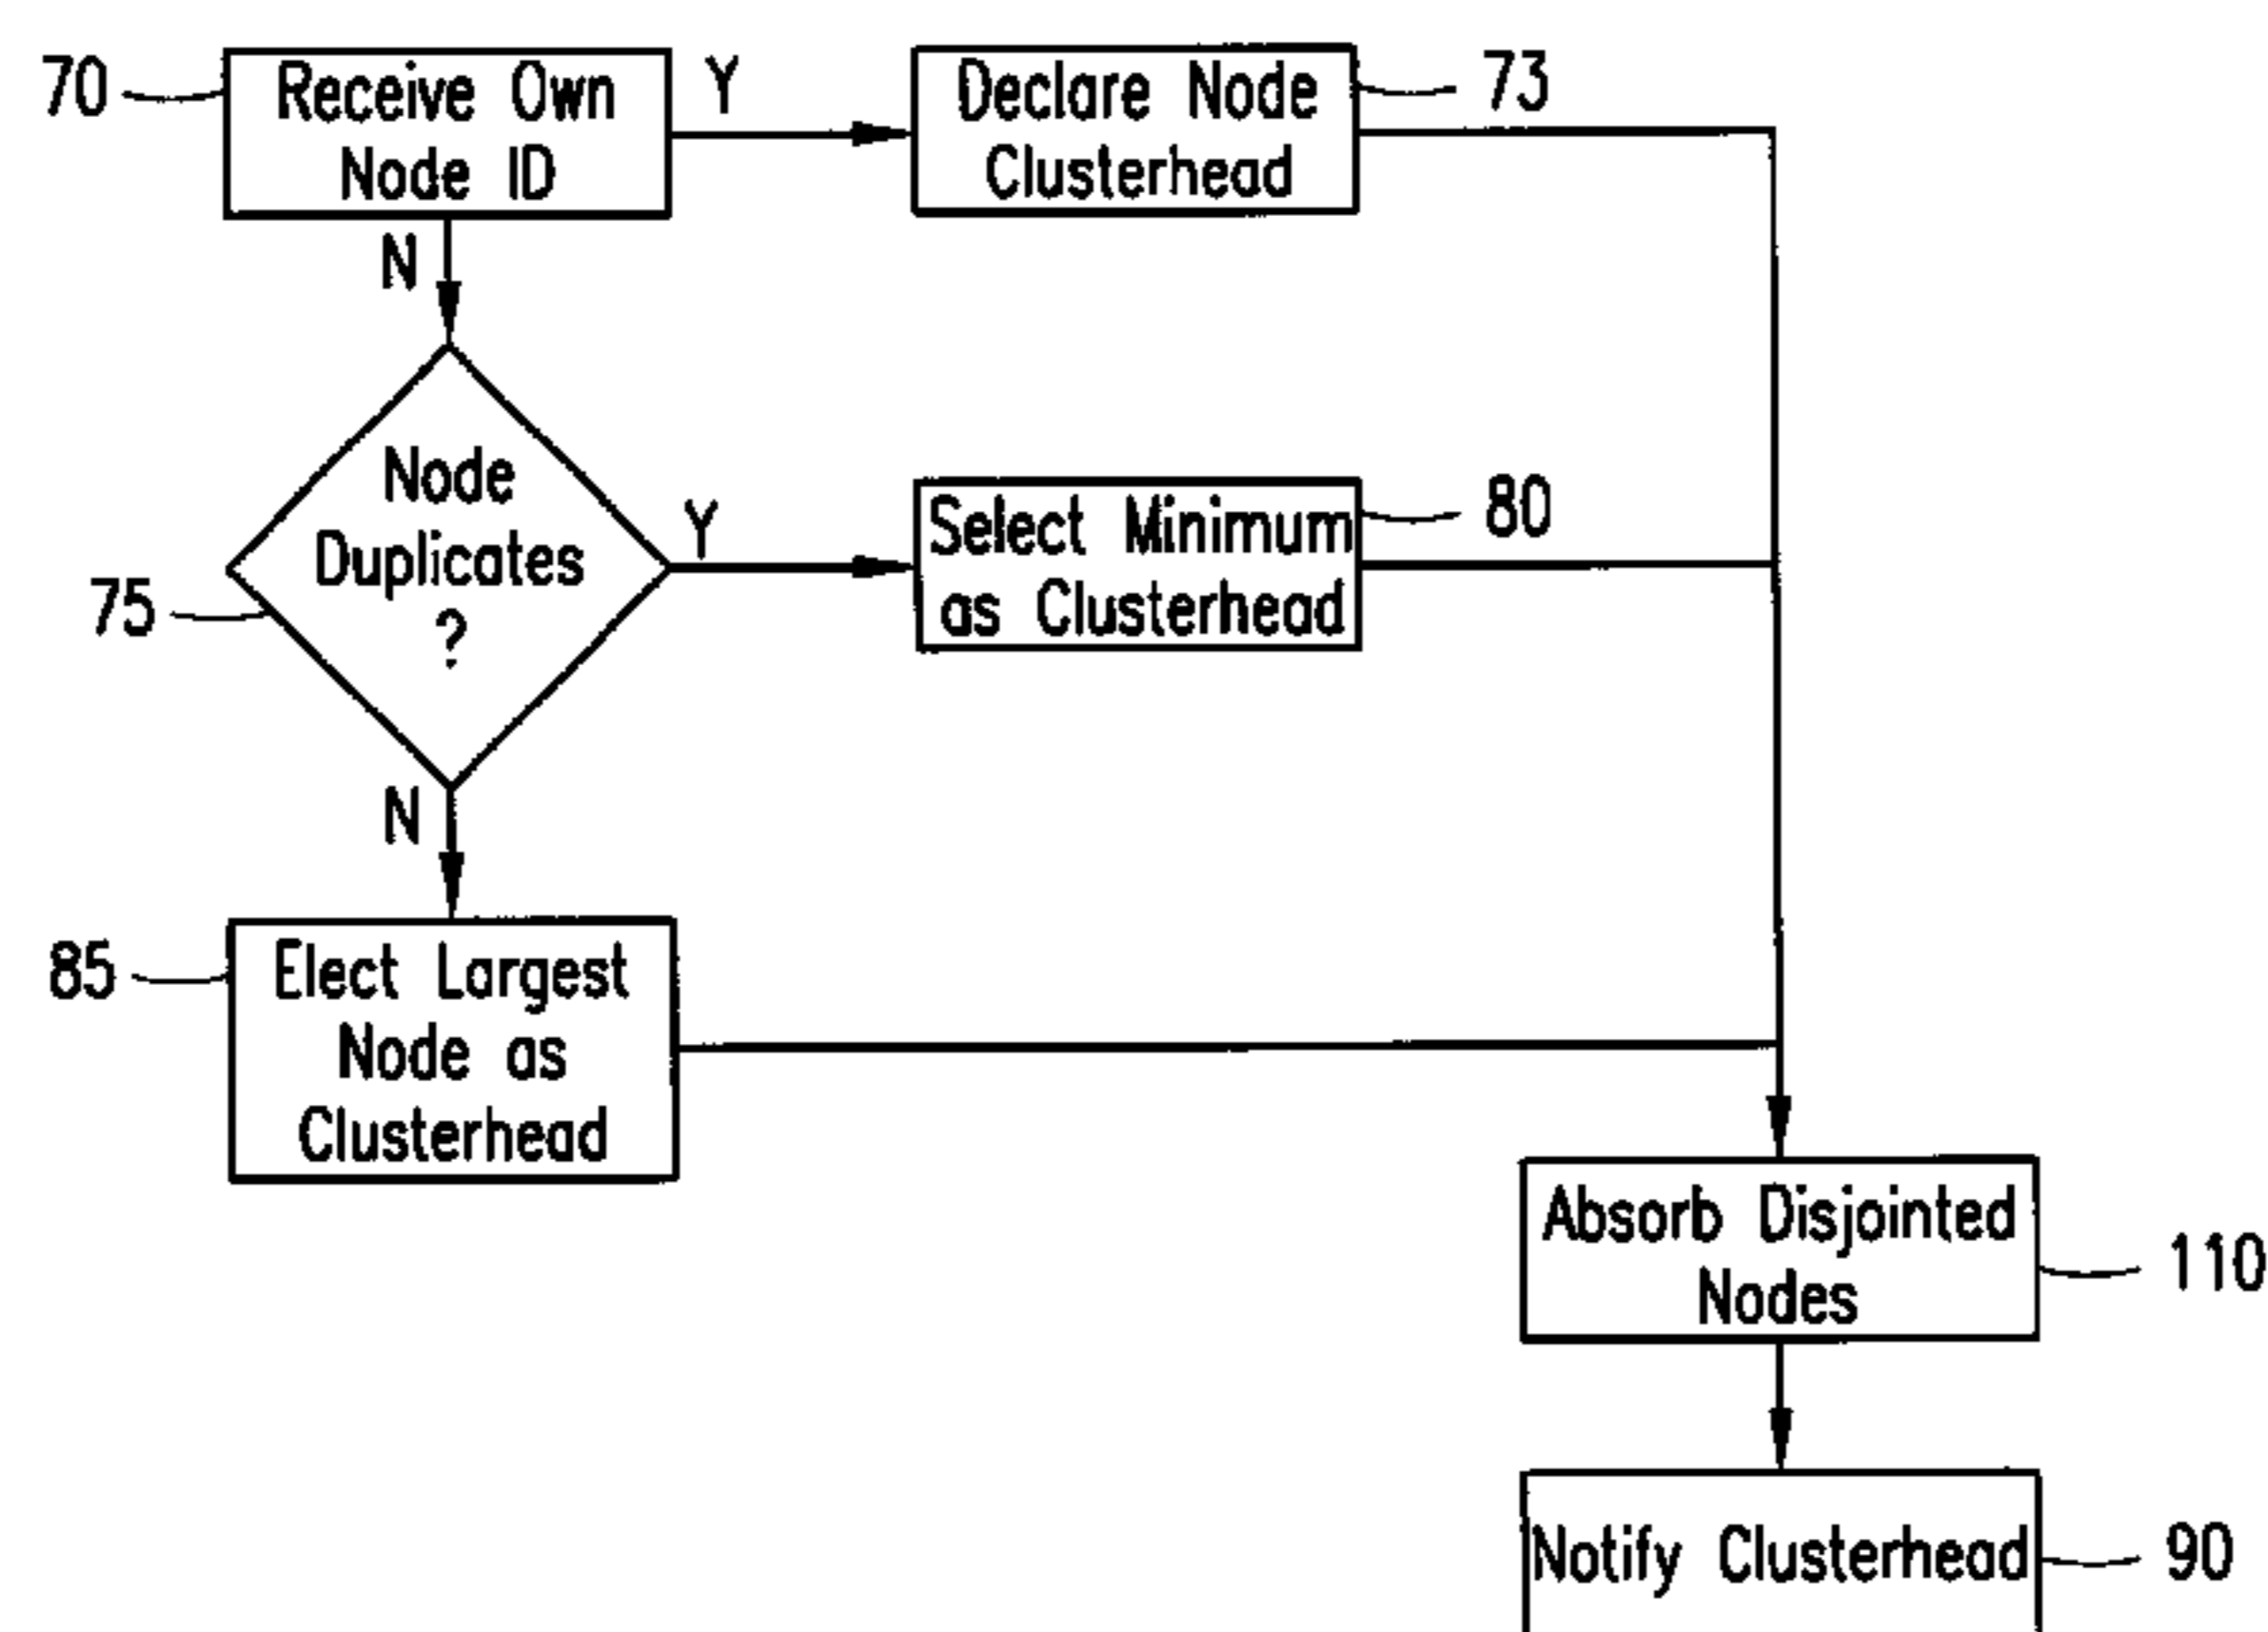 70
Receive Own
Node ID
Y
Declare Node
Clusterhead
73
N
Node
Duplicates
?
75
Y
Select Minimum
as Clusterhead
80
N
85
Elect Largest
Node as
Clusterhead
Absorb Disjointed
Nodes
110
Notify Clusterhead
90